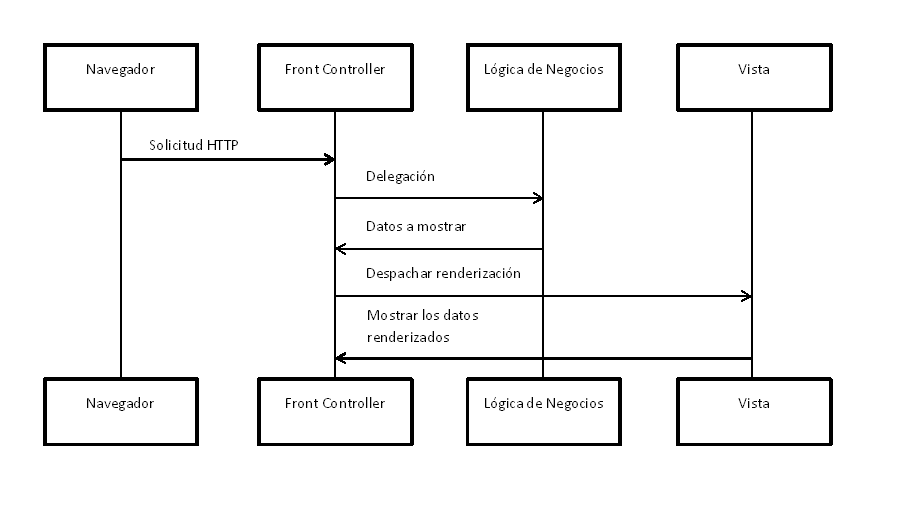 Navegador
Front Controller
Lógica de Negocios
Vista
Solicitud HTTP
Delegación
Datos a mostrar
Despachar renderización
Mostrar los datos
renderizados
Navegador
Front Controller
Lógica de Negocios
Vista